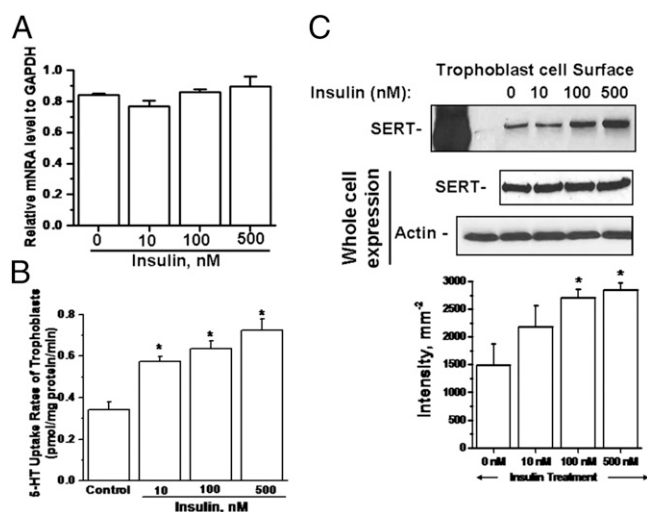 A
Relative mNRA level to GAPDH
1.0
0.8
0.6
0.4
0.2
0.0
0 10 100 500
Insulin, nM
B
5-HT Uptake Rates of Trophoblasts
(pmol/mg protein/min)
0.8
0.6
0.4
0.2
0.0
* * *
Control 10 100 500
Insulin, nM
C
Trophoblast cell Surface
Insulin (nM): 0 10 100 500
SERT-
Whole cell
expression
SERT-
Actin -
Intensity, mm-2
3000
2500
2000
1500
1000
500
0
* *
0 nM 10 nM 100 nM 500 nM
Insulin Treatment